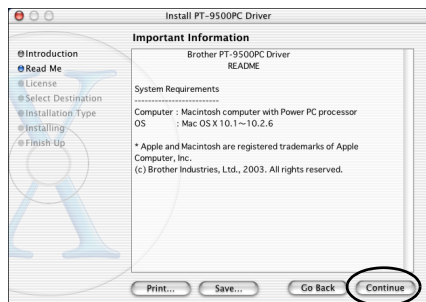 Install PT-9500PC Driver
Important Information
Introduction
Read Me
License
Select Destination
Installation Type
Installing
Finish Up
Brother PT-9500PC Driver
README
System Requirements
--------------------------
Computer : Macintosh computer with Power PC processor
OS : Mac OS X 10.1～10.2.6
* Apple and Macintosh are registered trademarks of Apple
Computer, Inc.
(c) Brother Industries, Ltd., 2003. All rights reserved.
Print... Save... Go Back Continue